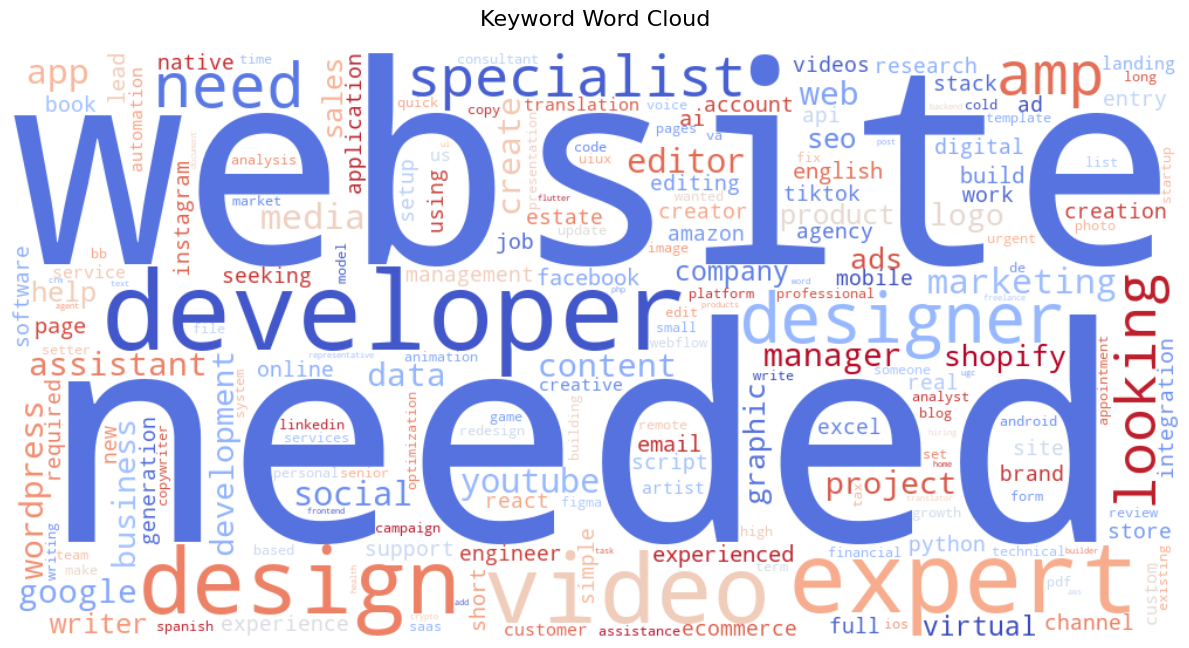 Keyword Word Cloud
website
needed
developer
design
video
expert
designer
specialist
need
amp
looking
app
book
lead
automation
native
time
sales
application
quick
consultant
copy
translation
voice
account
ai
videos
web
api
research
stack
cold
ad
template
landing
long
entry
seo
digital
build
work
list
post
backend
startup
analysis
market
instagram
media
setup
us
using
create
presentation
code
uiux
pages
va
editor
editing
wanted
creator
amazon
image
estate
update
flutter
job
fix
english
tiktok
product
agency
logo
creation
photo
urgent
de
software
bb
service
crm
text
agent
help
page
setter
seeking
model
management
facebook
php
company
platform
professional
products
edit
small
webflow
word
ads
mobile
marketing
freelance
integration
appointment
assistant
file
representative
online
system
animation
data
content
creative
manager
write
shopify
someone
ugc
real
analyst
blog
wordpress
required
new
business
generation
copywriter
development
linkedin
services
personal
senior
social
frontend
optimization
game
redesign
youtube
react
figma
building
remote
email
script
artist
graphic
excel
project
tax
set
home
hiring
translator
growth
android
site
brand
form
review
store
writing
team
make
google
writer
spanish
based
health
experience
campaign
support
crypto
saas
add
engineer
short
customer
simple
task
assistance
experienced
term
ecommerce
high
financial
python
technical
builder
full
ios
virtual
pdf
aws
channel
custom
existing